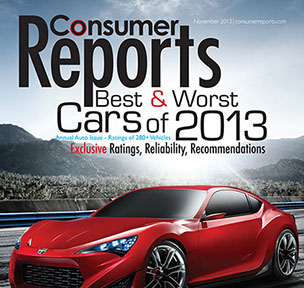 November 2013 | consumerreports.com
Consumer
Reports
Best & Worst
Cars of 2013
Annual Auto Issue • Ratings of 280+ Vehicles
Exclusive Ratings, Reliability, Recommendations